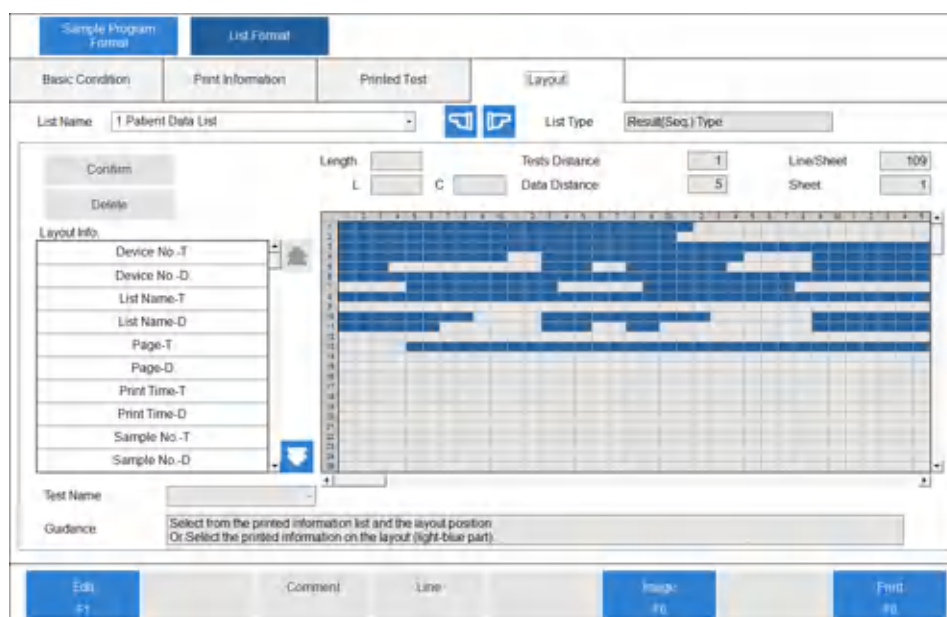 Sample Program
Format
List Format
Basic Condition
Print Information
Printed Test
Layout
List Name
1 Patient Data List
List Type
Result(Seq.) Type
Confirm
Delete
Length
L
C
Tests Distance
1
Data Distance
5
Line/Sheet
109
Sheet
1
Layout Info.
Device No.-T
Device No.-D
List Name-T
List Name-D
Page-T
Page-D
Print Time-T
Print Time-D
Sample No.-T
Sample No.-D
Test Name
Guidance
Select from the printed information list and the layout position
Or Select the printed information on the layout (light-blue part).
Edit
F1
Comment
Line
Image
Print